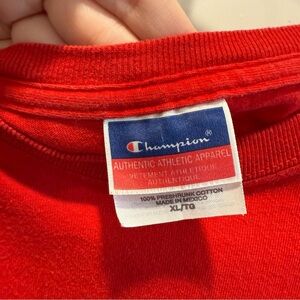 Champion®
AUTHENTIC ATHLETIC APPAREL
VETEMENT ATHLETIQUE
AUTHENTIQUE
100% PRESHRUNK COTTON
MADE IN MEXICO
XL/TG